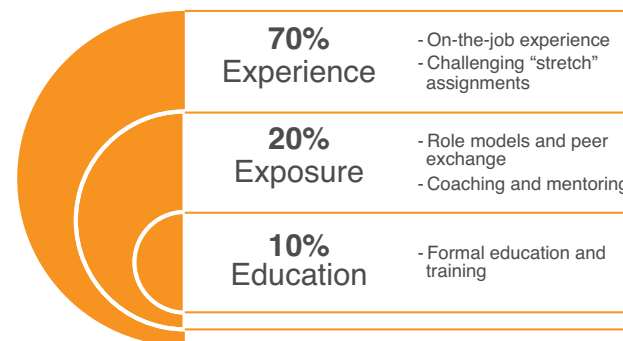 70%
Experience
- On-the-job experience
- Challenging “stretch”
assignments
20%
Exposure
- Role models and peer
exchange
- Coaching and mentoring
10%
Education
- Formal education and
training